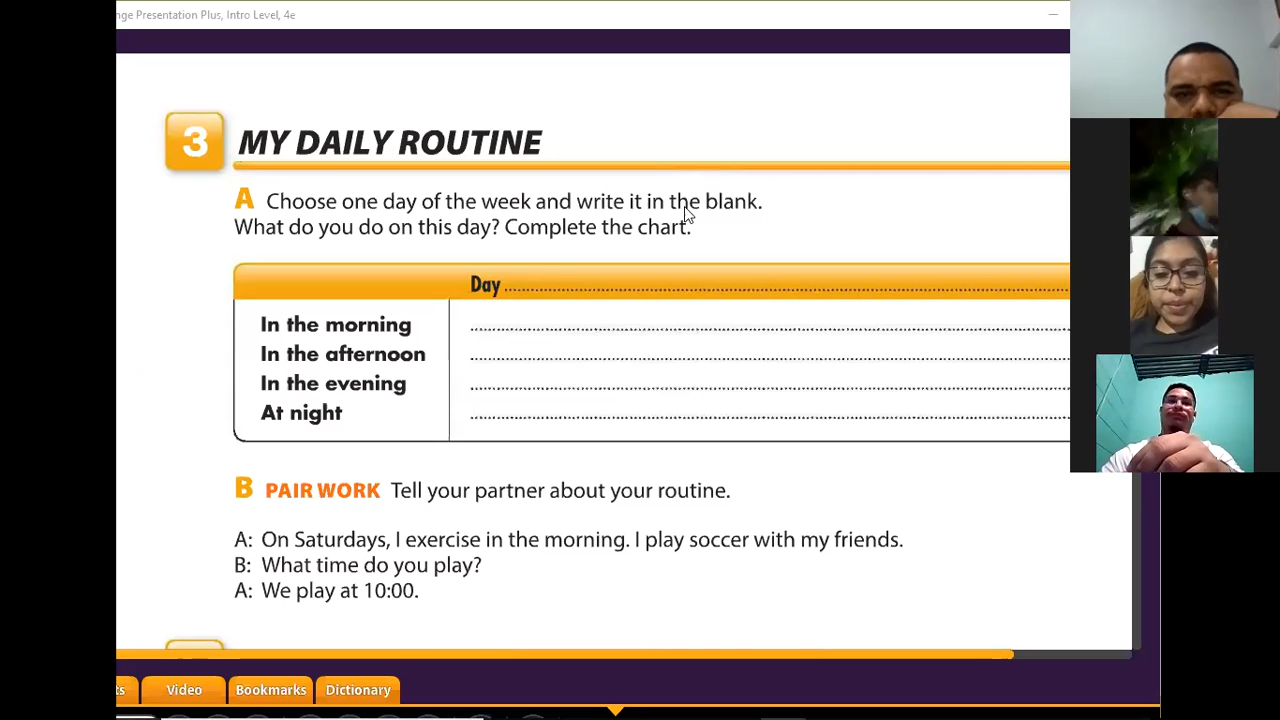 nge Presentation Plus, Intro Level, 4e
3 MY DAILY ROUTINE
A Choose one day of the week and write it in the blank.
What do you do on this day? Complete the chart.
Day
In the morning
In the afternoon
In the evening
At night
B PAIR WORK Tell your partner about your routine.
A: On Saturdays, I exercise in the morning. I play soccer with my friends.
B: What time do you play?
A: We play at 10:00.
ts Video Bookmarks Dictionary